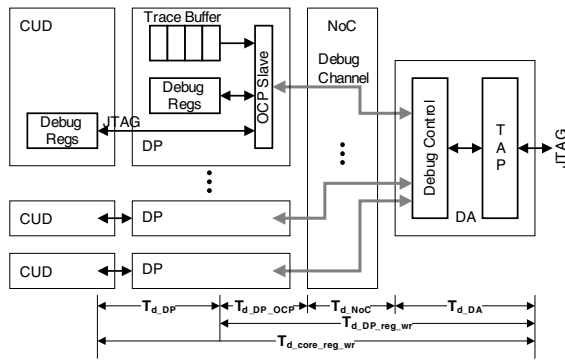 CUD
Trace Buffer
NoC
Debug
Channel
OCP Slave
Debug
Regs
Debug
Regs
JTAG
DP
Debug Control
T
A
P
JTAG
DA
CUD
DP
CUD
DP
T_d_DP
T_d_DP_OCP
T_d_NoC
T_d_DA
T_d_DP_reg_wr
T_d_core_reg_wr